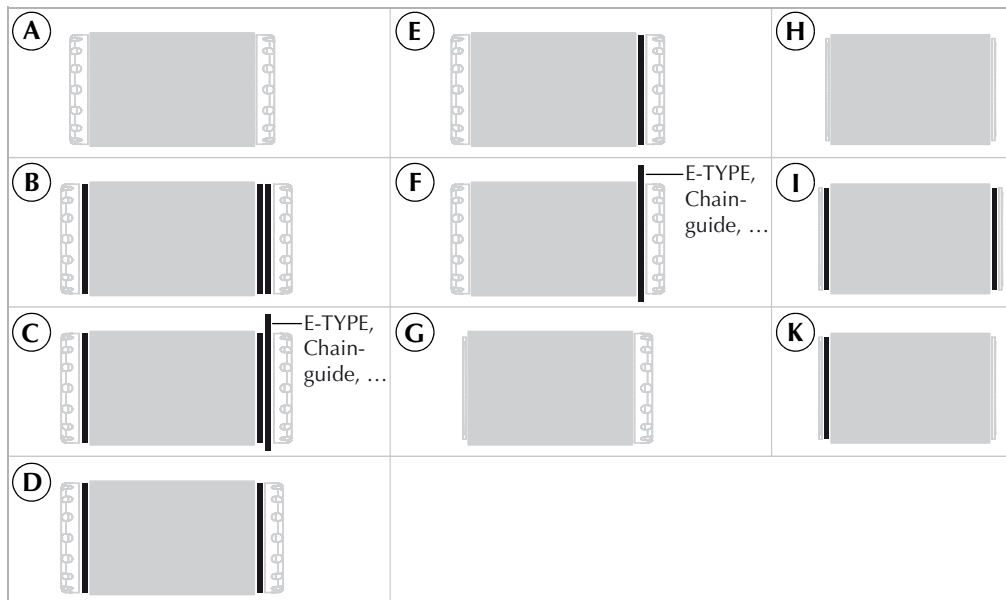 A
B
C
E-TYPE,
Chain-
guide, …
D
E
F
E-TYPE,
Chain-
guide, …
G
H
I
K